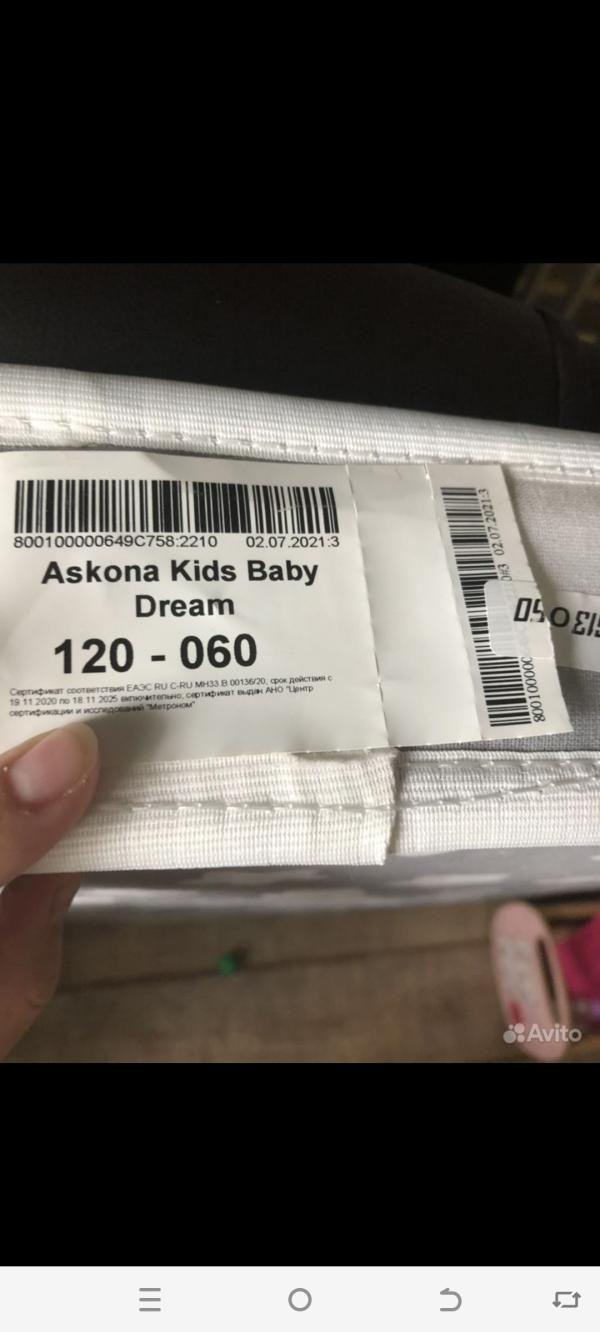 800100000649C758:2210 02.07.2021:3
Askona Kids Baby
Dream
120 - 060
Сертификат соответствия ЕАЭС RU C-RU МН33.В.00136/20, срок действия с
19.11.2020 по 18.11.2025 включительно, сертификат выдан АНО "Центр
сертификации и исследований "Метроном"
02.07.2021:3
Avito